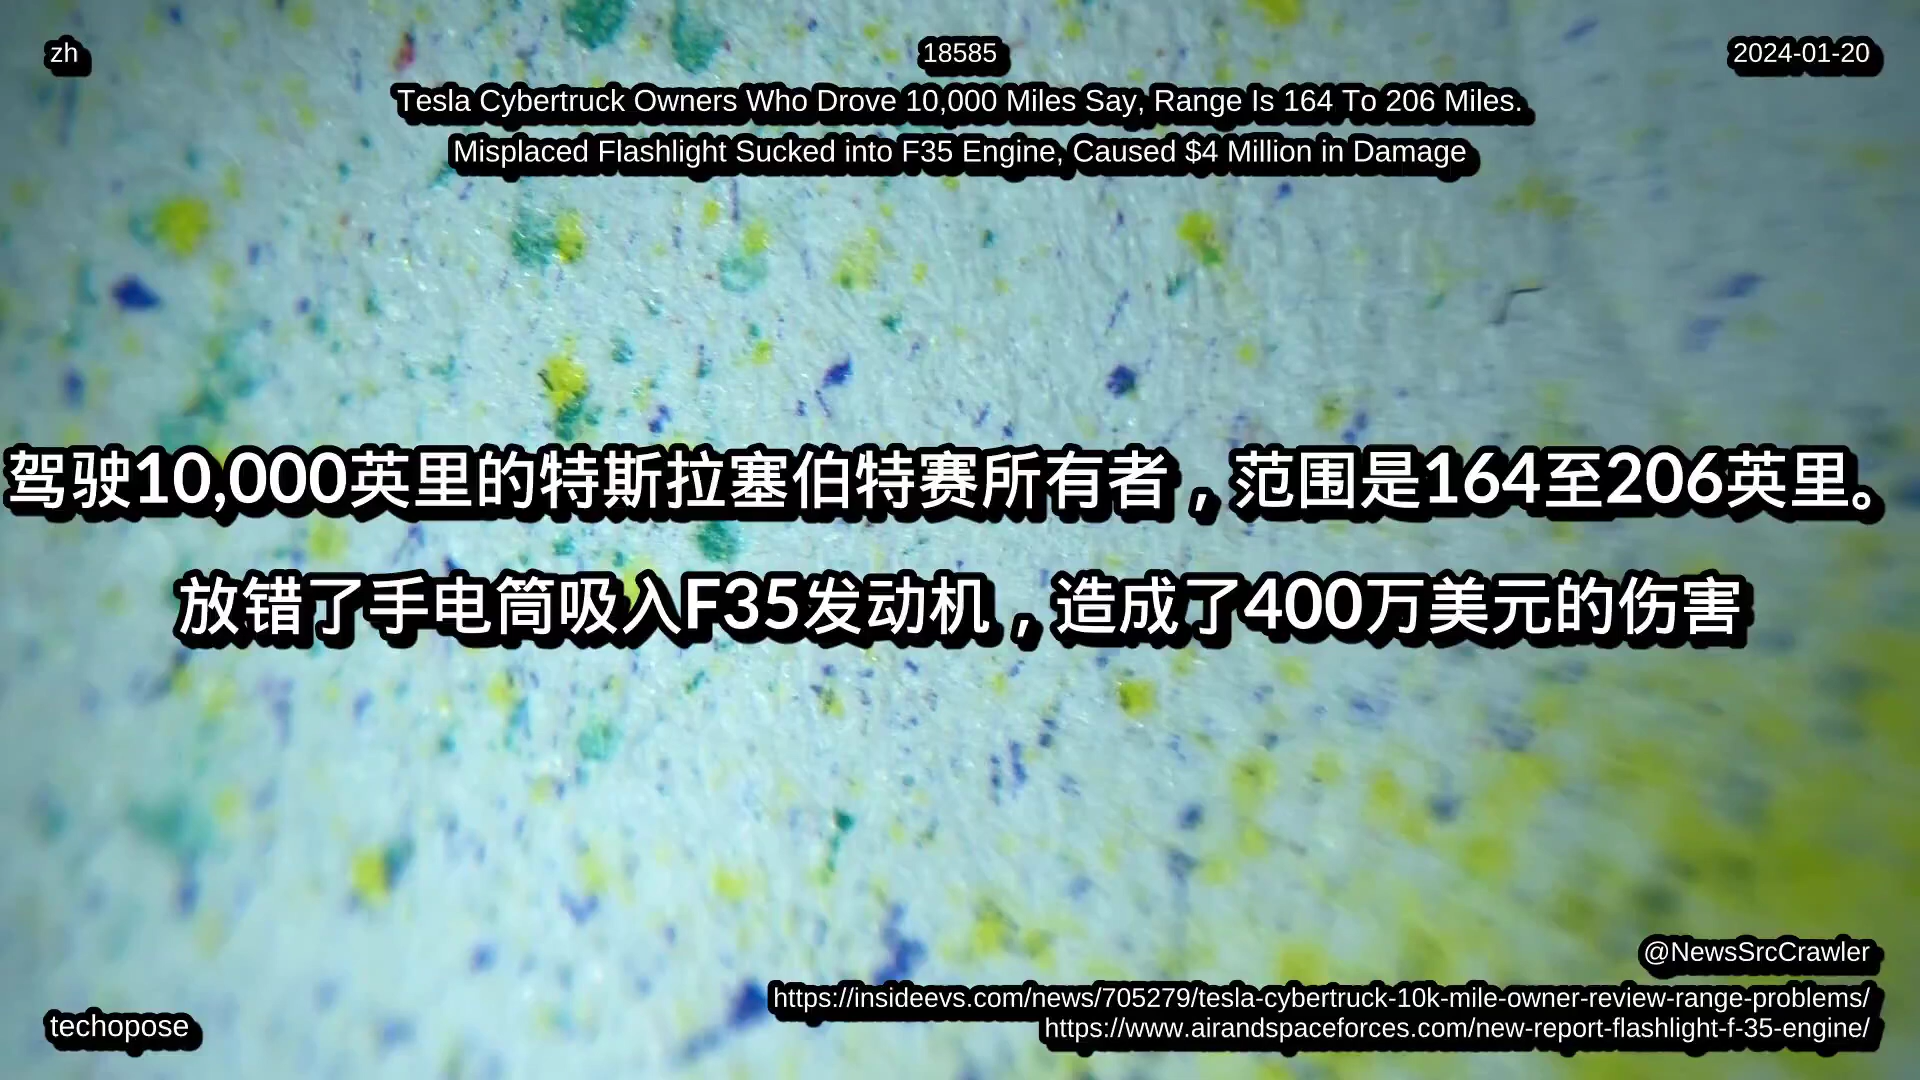 zh
18585
2024-01-20
Tesla Cybertruck Owners Who Drove 10,000 Miles Say, Range Is 164 To 206 Miles.
Misplaced Flashlight Sucked into F35 Engine, Caused $4 Million in Damage
驾驶10,000英里的特斯拉塞伯特赛所有者，范围是164至206英里。
放错了手电筒吸入F35发动机，造成了400万美元的伤害
@NewsSrcCrawler
https://insideevs.com/news/705279/tesla-cybertruck-10k-mile-owner-review-range-problems/
https://www.airandspaceforces.com/new-report-flashlight-f-35-engine/
techopose